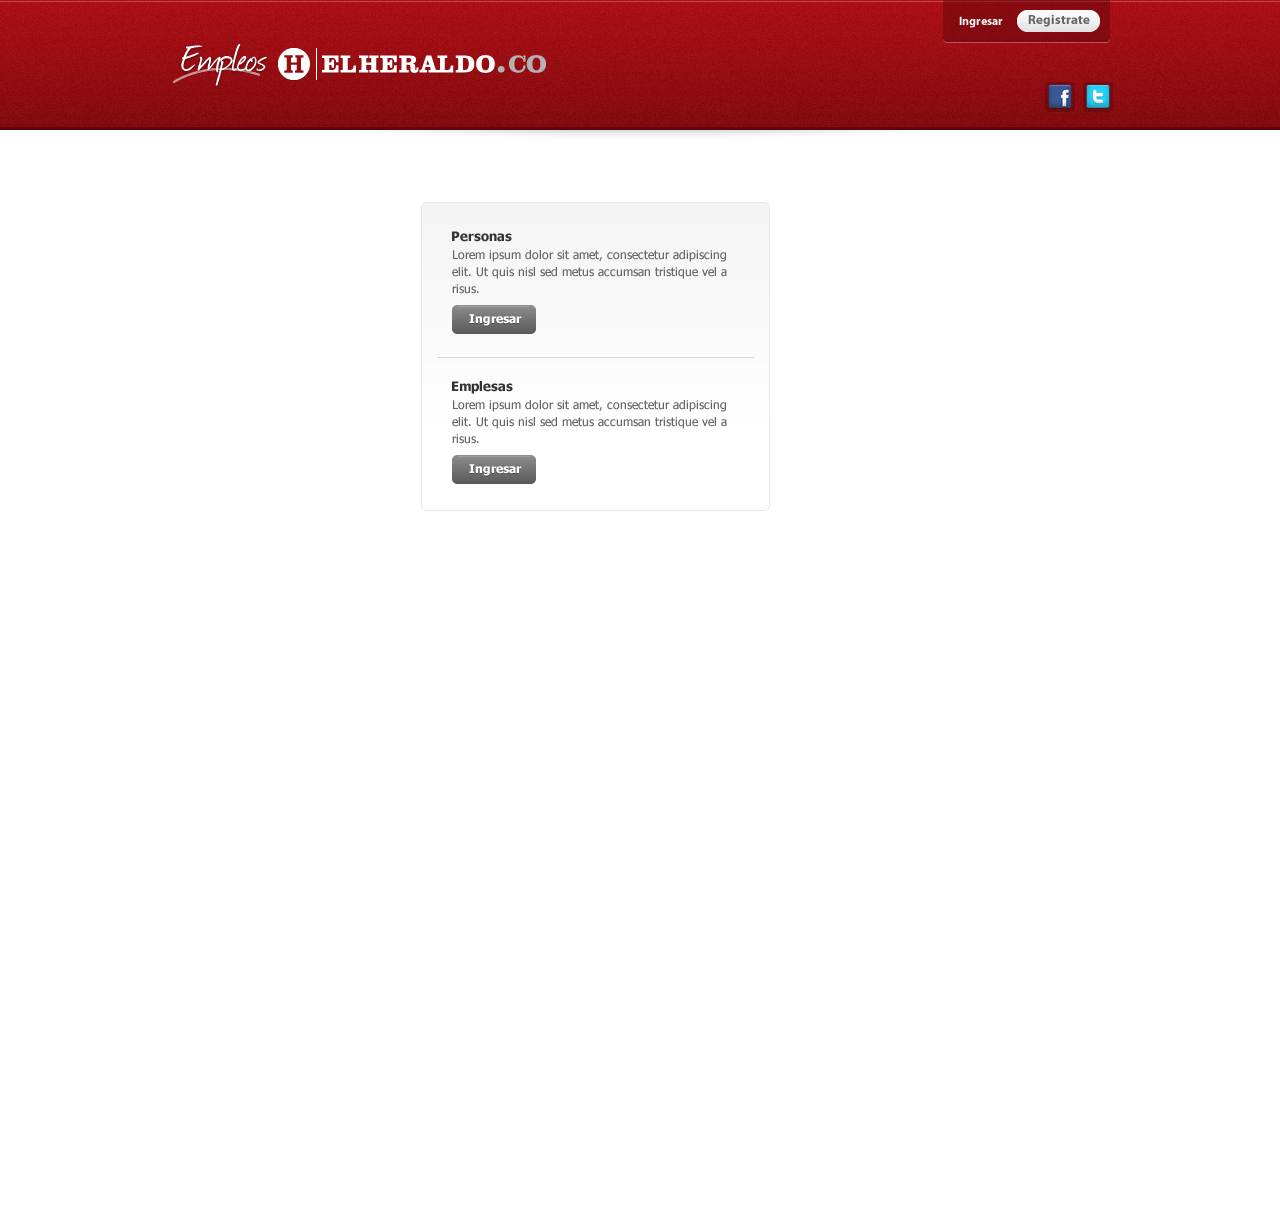 Ingresar
Registrate
Empleos H ELHERALDO.CO
f t
Personas
Lorem ipsum dolor sit amet, consectetur adipiscing
elit. Ut quis nisl sed metus accumsan tristique vel a
risus.
Ingresar
Emplesas
Lorem ipsum dolor sit amet, consectetur adipiscing
elit. Ut quis nisl sed metus accumsan tristique vel a
risus.
Ingresar